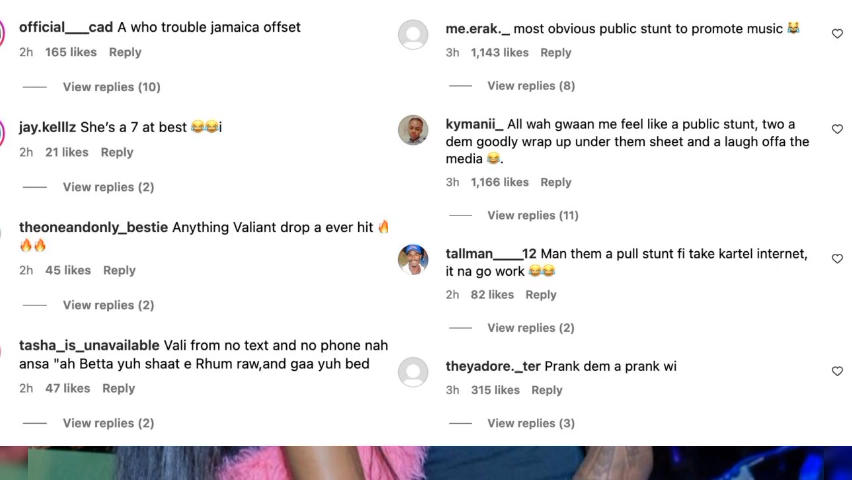 official___cad A who trouble jamaica offset
2h 165 likes Reply
View replies (10)
jay.kelllz She's a 7 at best 😂😂i
2h 21 likes Reply
View replies (2)
theoneandonly_bestie Anything Valiant drop a ever hit 🔥
🔥🔥
2h 45 likes Reply
View replies (2)
tasha_is_unavailable Vali from no text and no phone nah
ansa "ah Betta yuh shaat e Rhum raw,and gaa yuh bed
2h 47 likes Reply
View replies (2)
me.erak._ most obvious public stunt to promote music 😹
3h 1,143 likes Reply
View replies (8)
kymanii_ All wah gwaan me feel like a public stunt, two a
dem goodly wrap up under them sheet and a laugh offa the
media 😂.
3h 1,166 likes Reply
View replies (11)
tallman____12 Man them a pull stunt fi take kartel internet,
it na go work 😂😂
2h 82 likes Reply
View replies (2)
theyadore._ter Prank dem a prank wi
3h 315 likes Reply
View replies (3)